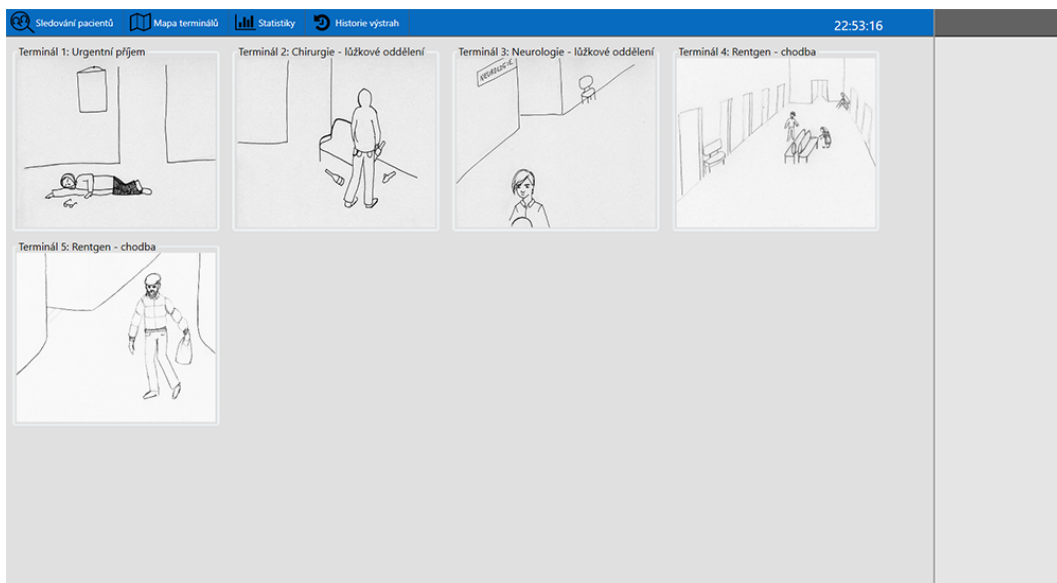 Sledování pacientů Mapa terminálů Statistiky Historie výstrah 22:53:16
Terminál 1: Urgentní příjem
Terminál 2: Chirurgie - lůžkové oddělení
Terminál 3: Neurologie - lůžkové oddělení
NEUROLOGIE
Terminál 4: Rentgen - chodba
Terminál 5: Rentgen - chodba